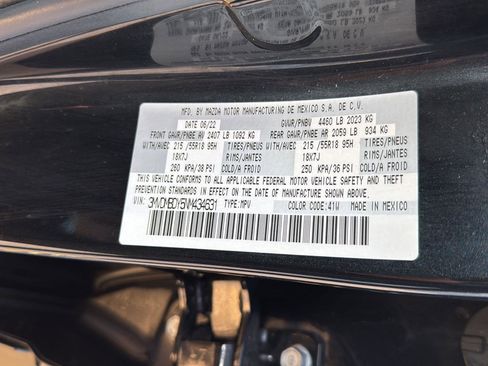 MFD. BY MAZDA MOTOR MANUFACTURING DE MEXICO S.A. DE C.V.
DATE 06/22 GVWR/PNBV 4460 LB 2023 KG
FRONT GAWR/PNBE AV 2407 LB 1092 KG REAR GAWR/PNBE AR 2059 LB 934 KG
WITH/AVEC 215 /55R18 95H TIRES/PNEUS WITH/AVEC 215 /55R18 95H TIRES/PNEUS
18X7J RIMS/JANTES 18X7J RIMS/JANTES
260 KPA/38 PSI COLD/A FROID 250 KPA/36 PSI COLD/A FROID
THIS VEHICLE CONFORMS TO ALL APPLICABLE FEDERAL MOTOR VEHICLE SAFETY AND THEFT
PREVENTION STANDARDS IN EFFECT ON THE DATE OF MANUFACTURE SHOWN ABOVE.
VIN: TYPE: MPV COLOR CODE: 41W MADE IN MEXICO